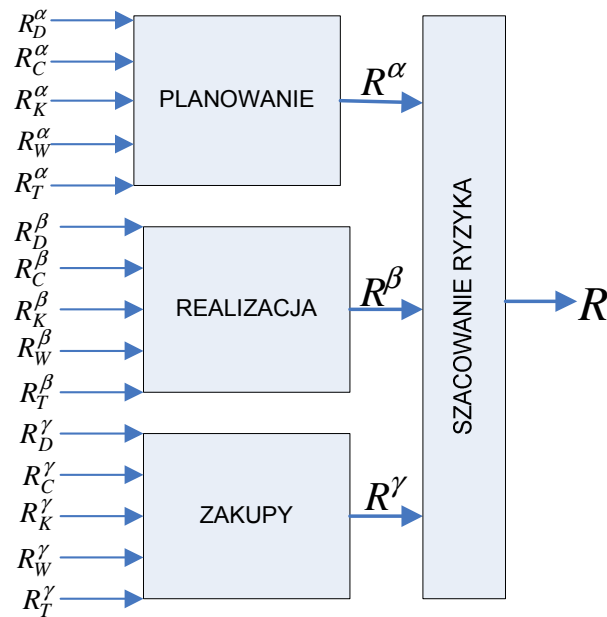 R_D^α
R_C^α
R_K^α
R_W^α
R_T^α
PLANOWANIE
R^α
R_D^β
R_C^β
R_K^β
R_W^β
R_T^β
REALIZACJA
R^β
R_D^γ
R_C^γ
R_K^γ
R_W^γ
R_T^γ
ZAKUPY
R^γ
SZACOWANIE RYZYKA
R